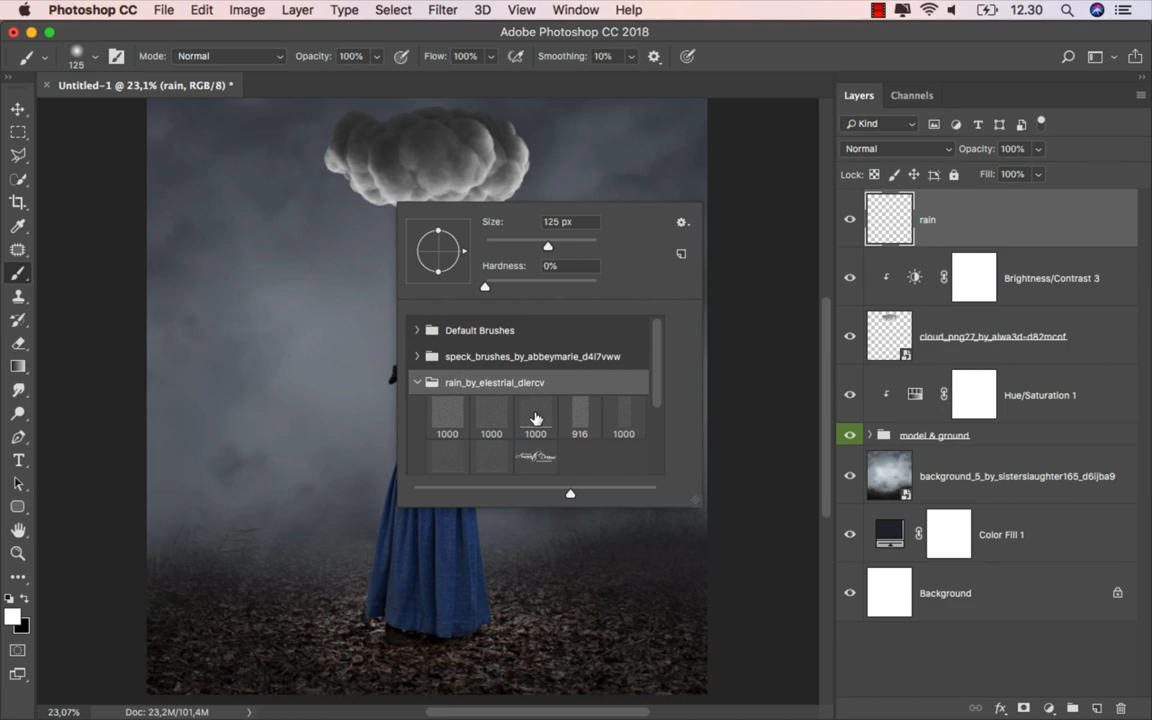 Photoshop CC File Edit Image Layer Type Select Filter 3D View Window Help 12.30
Adobe Photoshop CC 2018
125 Mode: Normal Opacity: 100% Flow: 100% Smoothing: 10%
Untitled-1 @ 23,1% (rain, RGB/8) *
Layers Channels
Kind
Normal Opacity: 100%
Lock: Fill: 100%
rain
Brightness/Contrast 3
cloud_png27_by_alwa3d-d82mcof
Hue/Saturation 1
model & ground
background_5_by_sisterslaughter165_d6ijba9
Color Fill 1
Background
Size: 125 px
Hardness: 0%
Default Brushes
speck_brushes_by_abbeymarie_d4l7vww
rain_by_elestrial_dlercv
1000 1000 1000 916 1000
23,07% Doc: 23,2M/101,4M